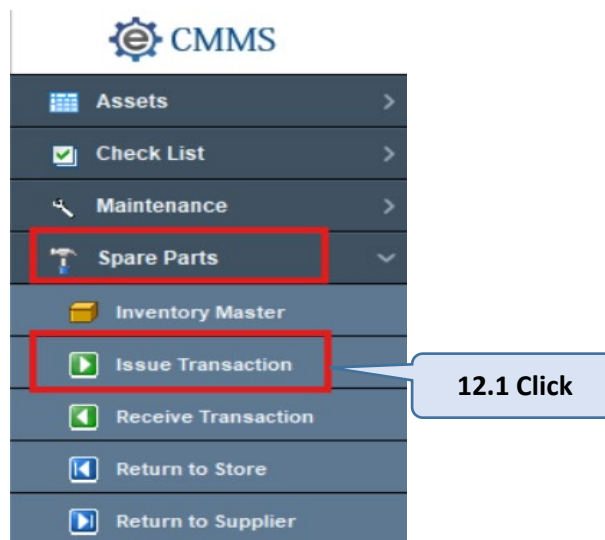 e CMMS
Assets
Check List
Maintenance
Spare Parts
Inventory Master
Issue Transaction
12.1 Click
Receive Transaction
Return to Store
Return to Supplier